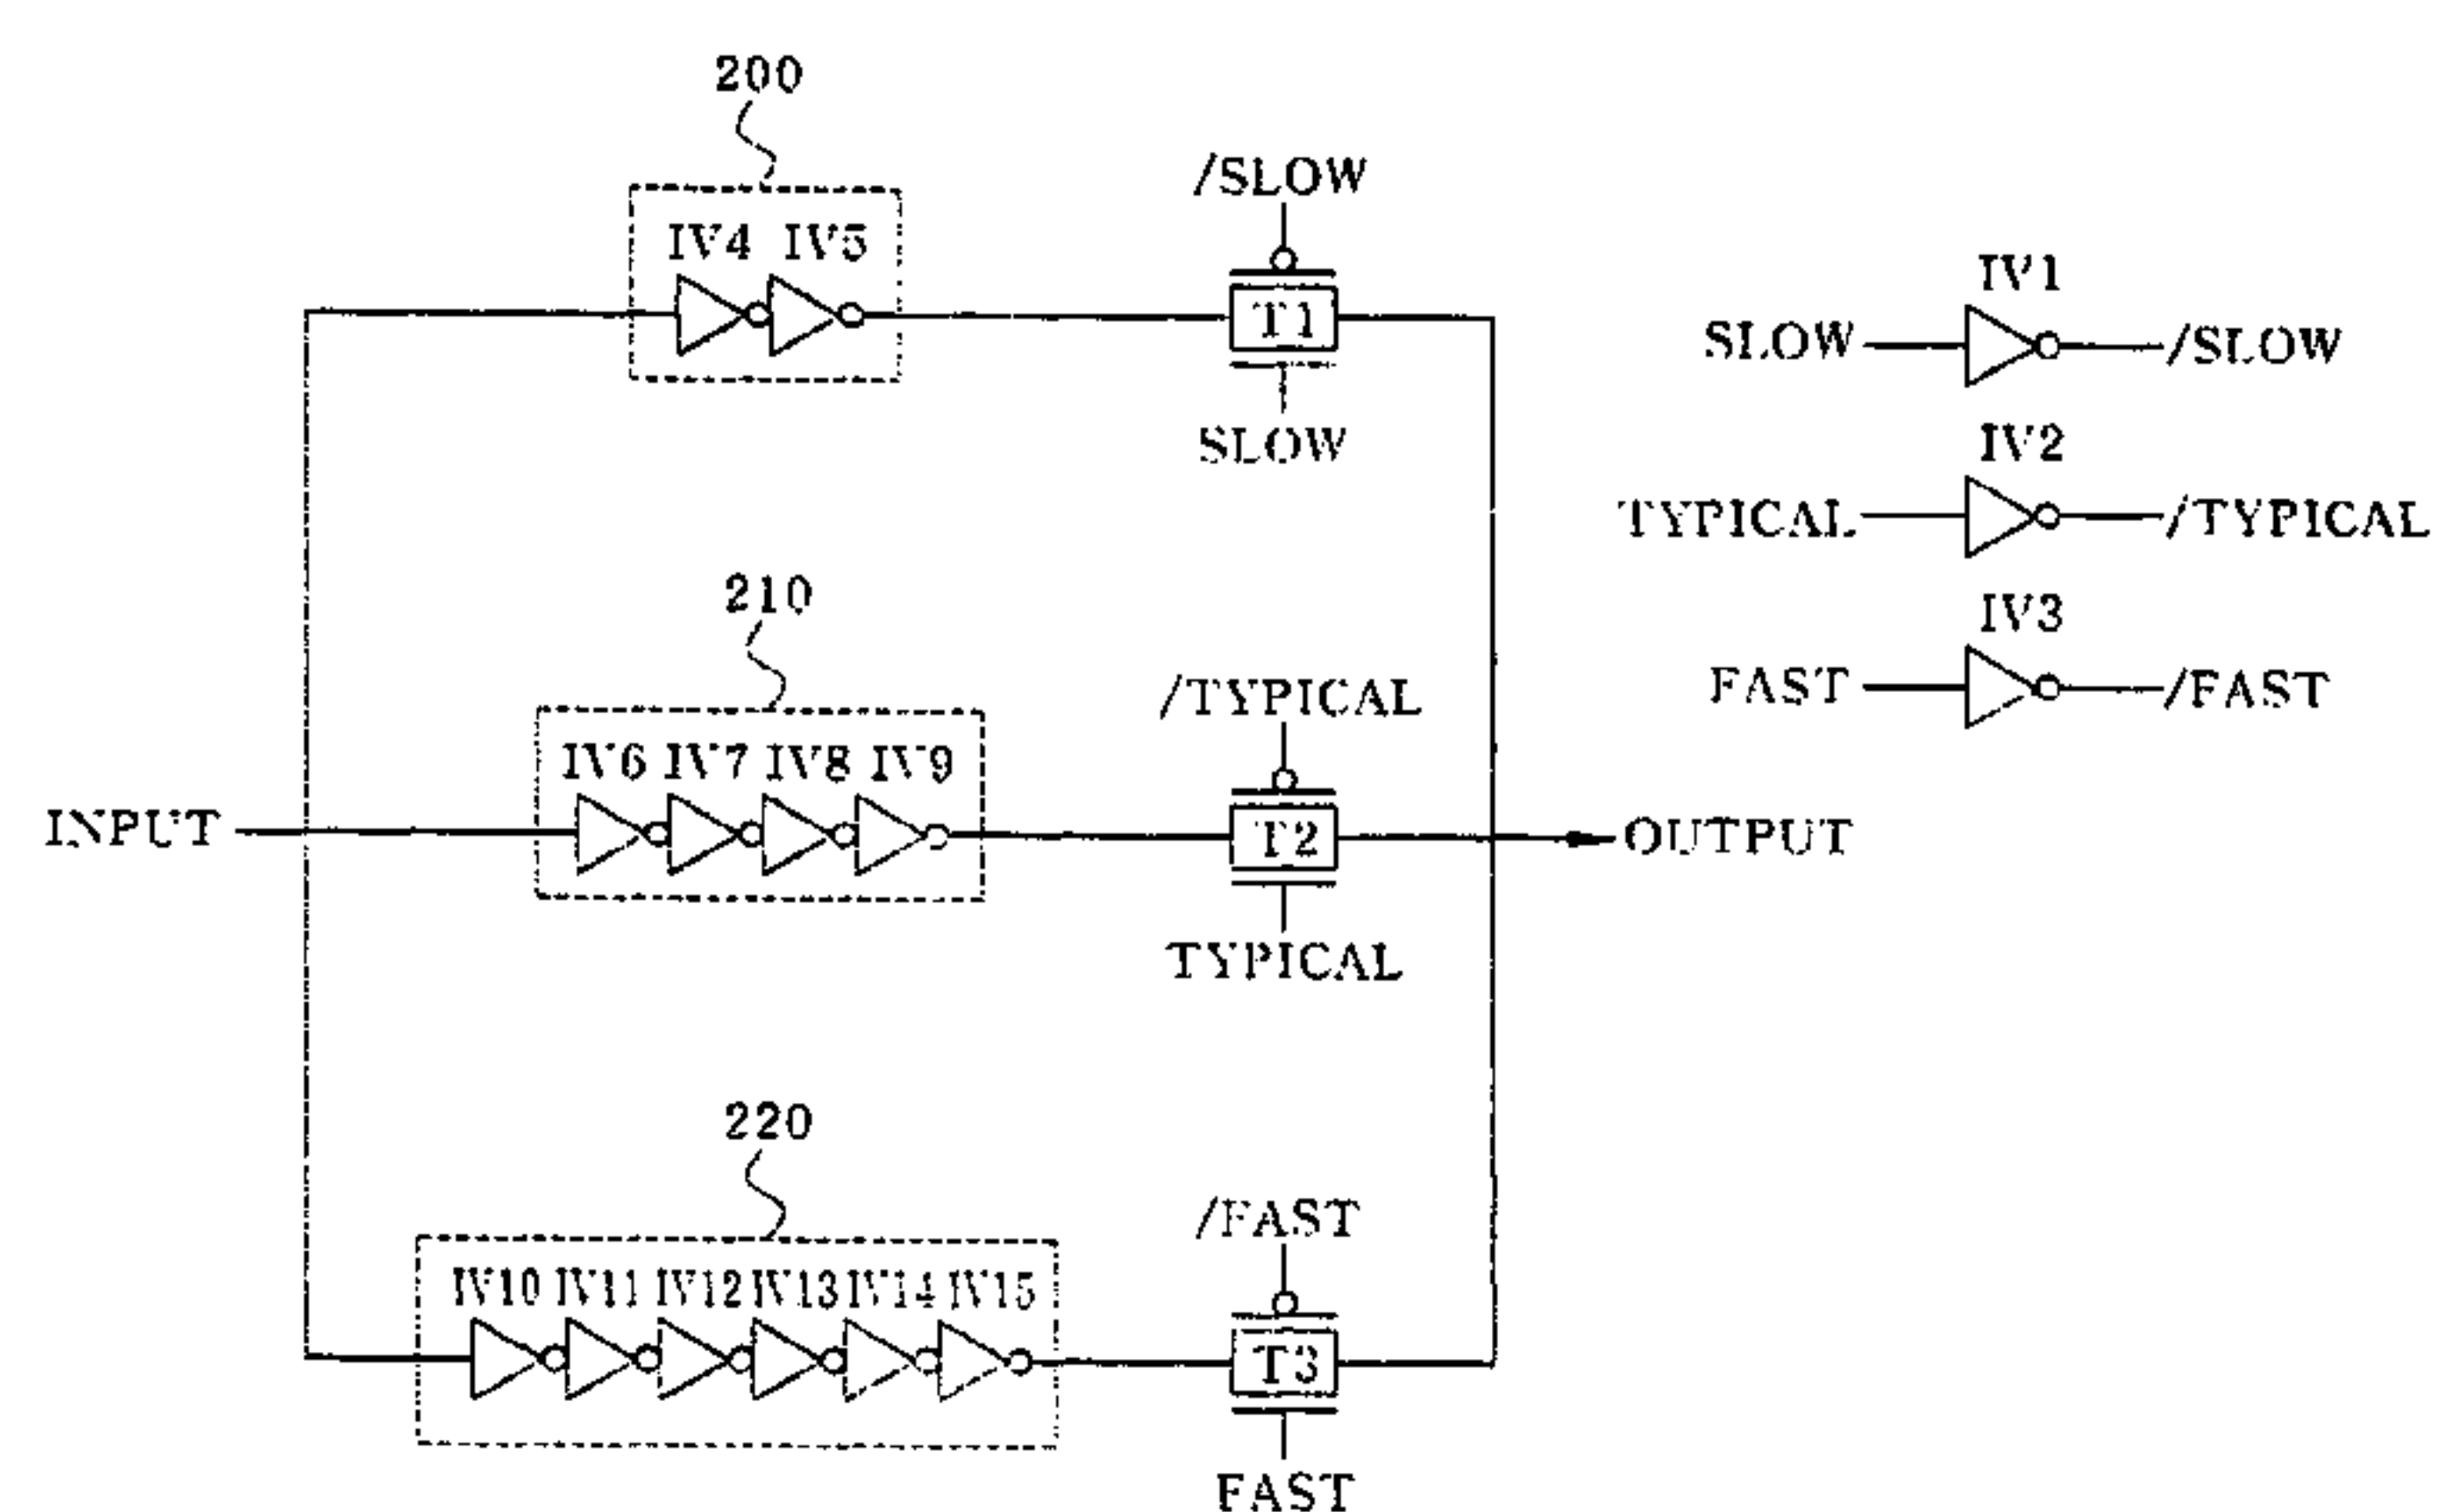 200
/SLOW
IV4 IV5
IV1
T1
SLOW /SLOW
SLOW
IV2
TYPICAL /TYPICAL
210
IV3
/TYPICAL
FAST /FAST
IV6 IV7 IV8 IV9
INPUT
T2
OUTPUT
TYPICAL
220
/FAST
IV10 IV11 IV12 IV13 IV14 IV15
T3
FAST